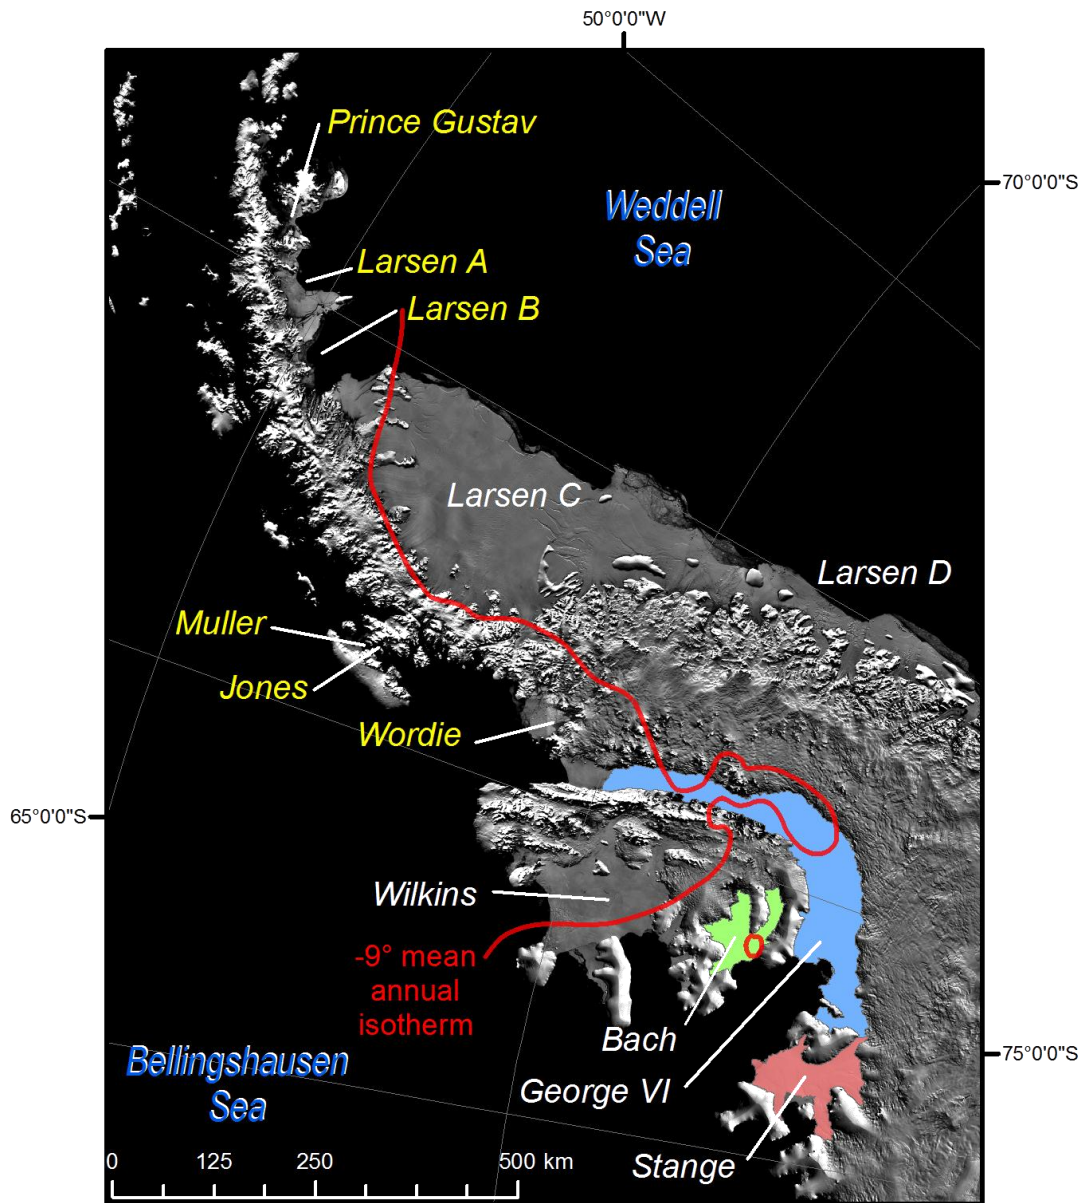 50°0'0"W
Prince Gustav
70°0'0"S
Weddell
Sea
Larsen A
Larsen B
Larsen C
Larsen D
Muller
Jones
Wordie
65°0'0"S
Wilkins
-9° mean
annual
isotherm
Bach
75°0'0"S
Bellingshausen
Sea
George VI
Stange
0 125 250 500 km